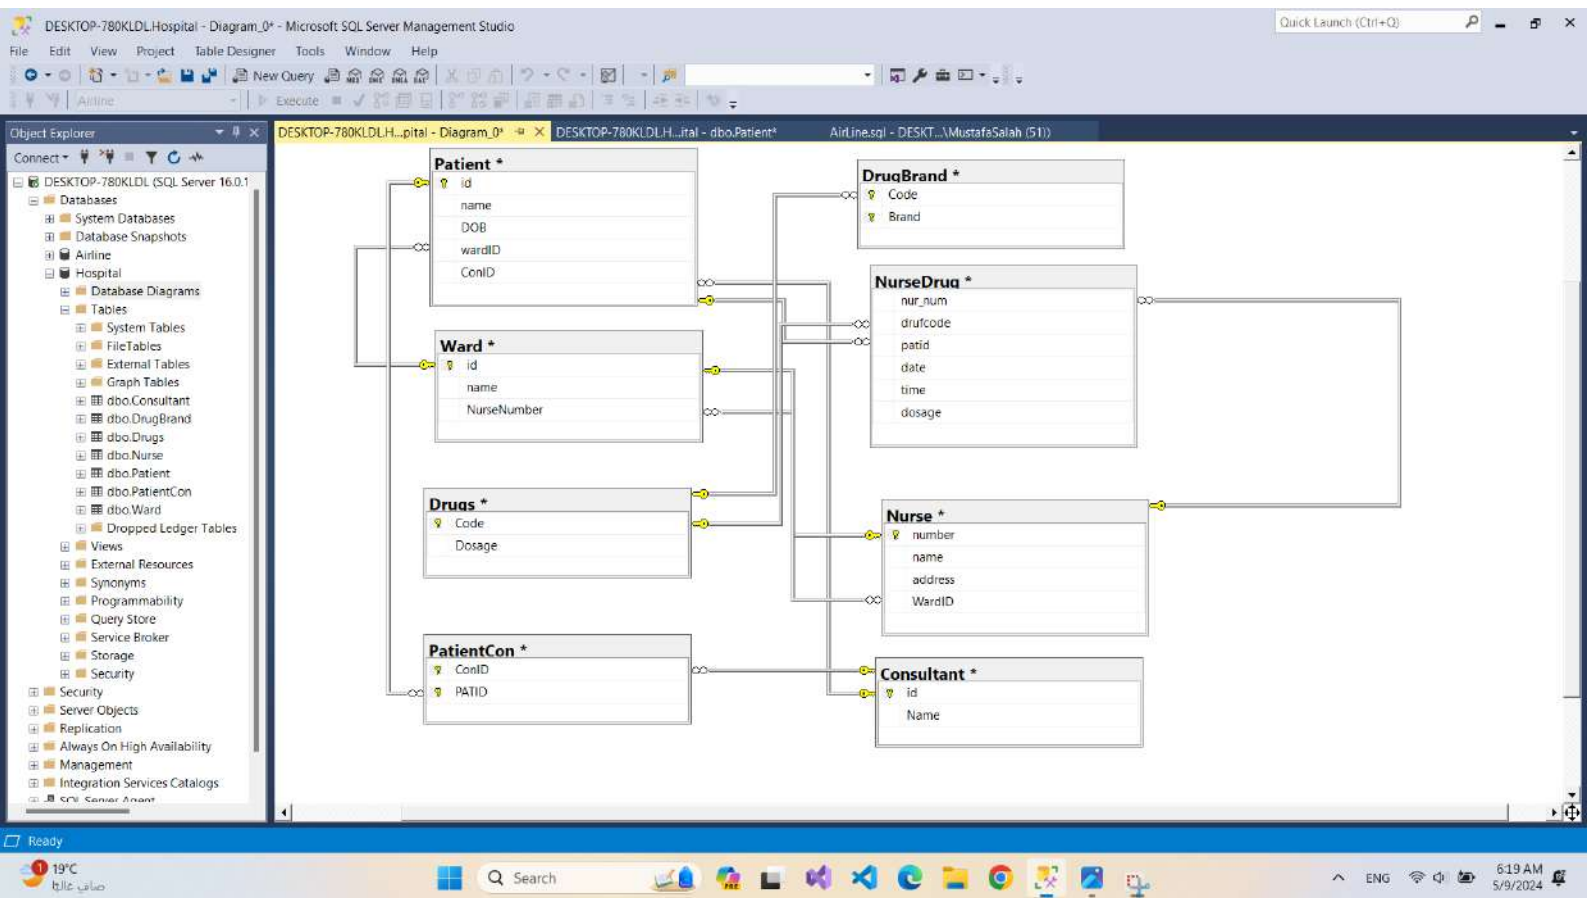 DESKTOP-780KLDL.Hospital - Diagram_0* - Microsoft SQL Server Management Studio
Quick Launch (Ctrl+Q)
File Edit View Project Table Designer Tools Window Help
New Query
Airline
Execute
Object Explorer
DESKTOP-780KLDL.H...pital - Diagram_0*
DESKTOP-780KLDL.H...ital - dbo.Patient*
AirLine.sql - DESKT...\MustafaSalah (51))
Connect
DESKTOP-780KLDL (SQL Server 16.0.1
Databases
System Databases
Database Snapshots
Airline
Hospital
Database Diagrams
Tables
System Tables
FileTables
External Tables
Graph Tables
dbo.Consultant
dbo.DrugBrand
dbo.Drugs
dbo.Nurse
dbo.Patient
dbo.PatientCon
dbo.Ward
Dropped Ledger Tables
Views
External Resources
Synonyms
Programmability
Query Store
Service Broker
Storage
Security
Security
Server Objects
Replication
Always On High Availability
Management
Integration Services Catalogs
SQL Server Agent
Patient *
id
name
DOB
wardID
ConID
Ward *
id
name
NurseNumber
Drugs *
Code
Dosage
PatientCon *
ConID
PATID
DrugBrand *
Code
Brand
NurseDrug *
nur_num
drufcode
patid
date
time
dosage
Nurse *
number
name
address
WardID
Consultant *
id
Name
Ready
1
19°C
صافٍ غالبًا
Search
PRE
ENG
6:19 AM
5/9/2024